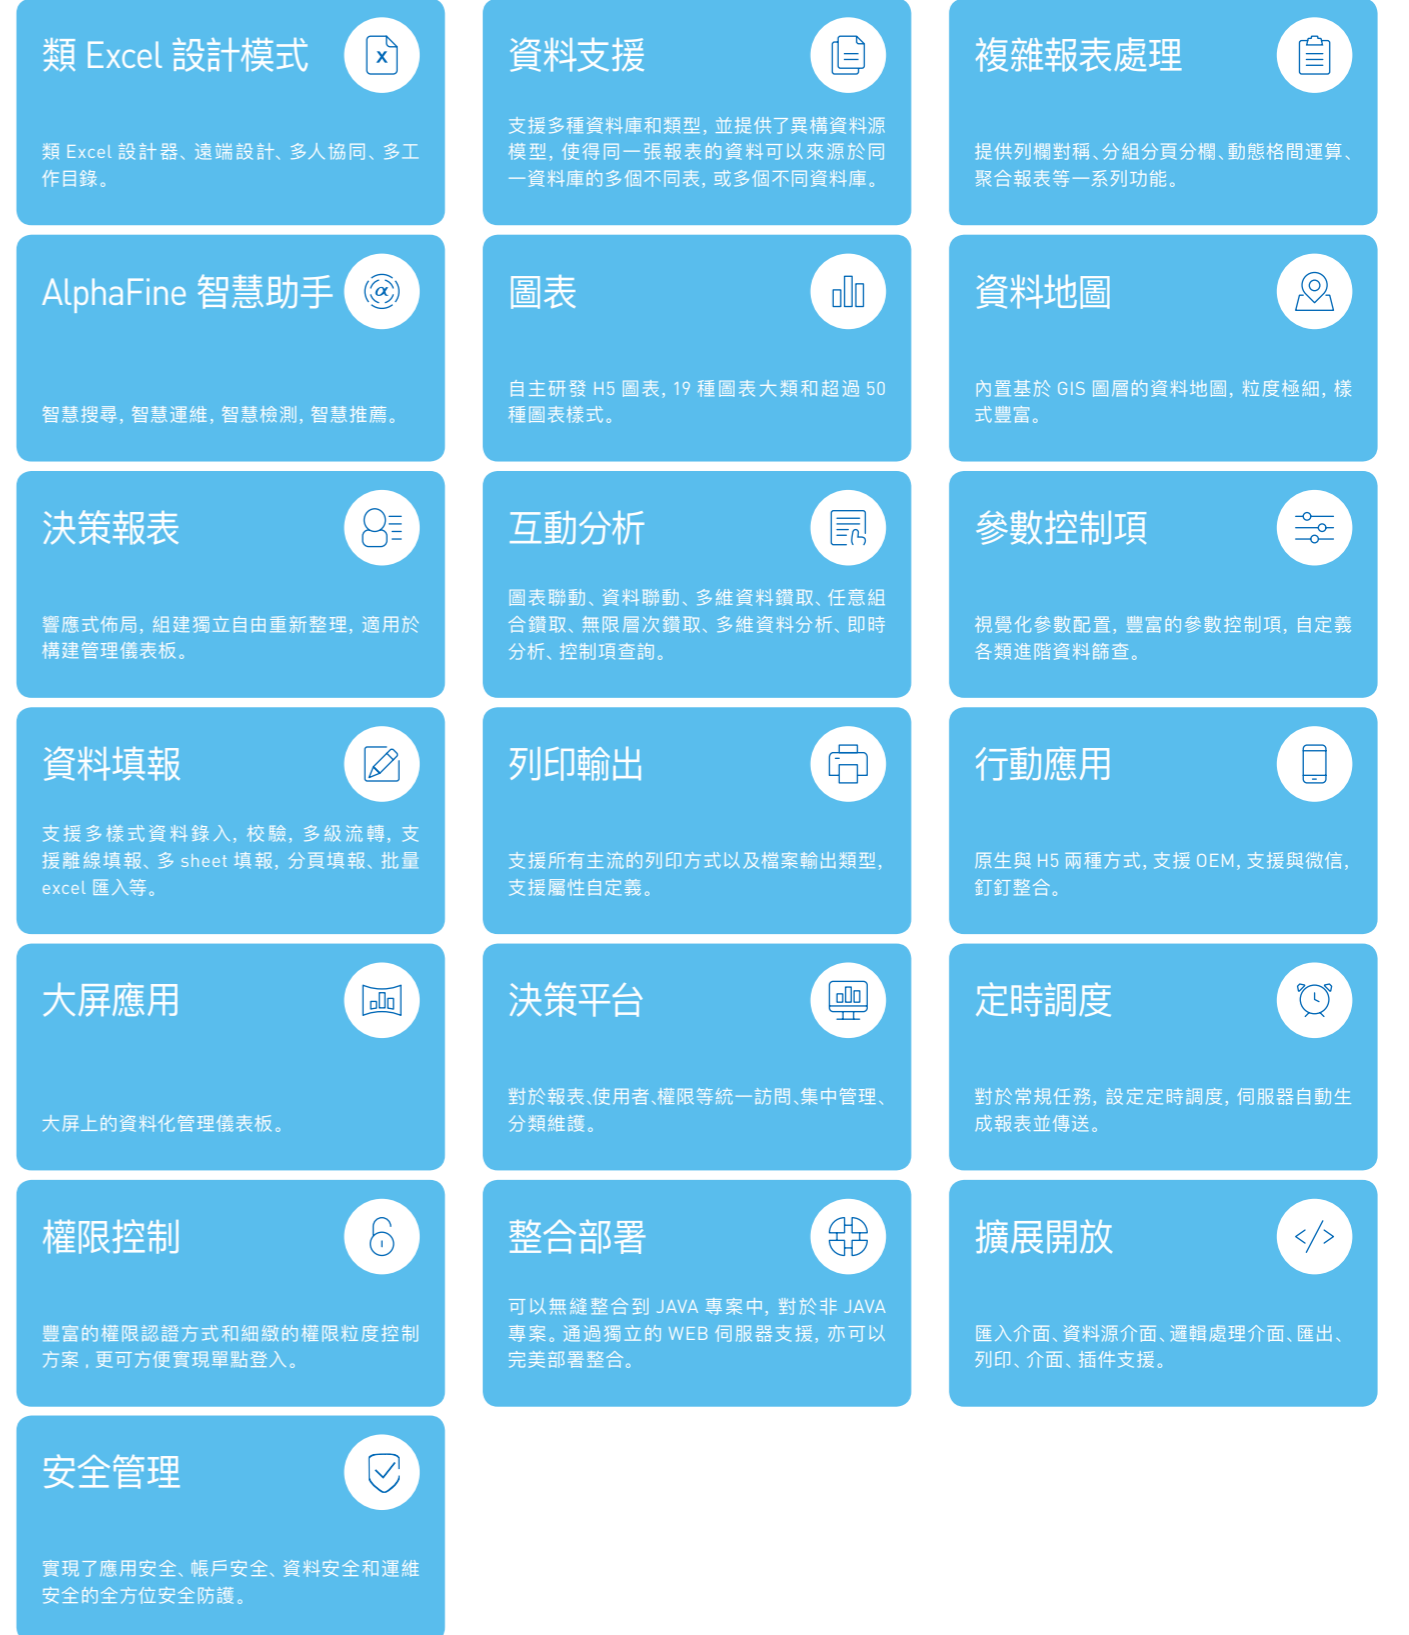 類 Excel 設計模式
類 Excel 設計器、遠端設計、多人協同、多工
作目錄。
資料支援
支援多種資料庫和類型, 並提供了異構資料源
模型, 使得同一張報表的資料可以來源於同
一資料庫的多個不同表, 或多個不同資料庫。
複雜報表處理
提供列欄對稱、分組分頁分欄、動態格間運算、
聚合報表等一系列功能。
AlphaFine 智慧助手
智慧搜尋, 智慧運維, 智慧檢測, 智慧推薦。
圖表
自主研發 H5 圖表, 19 種圖表大類和超過 50
種圖表樣式。
資料地圖
內置基於 GIS 圖層的資料地圖, 粒度極細, 樣
式豐富。
決策報表
響應式佈局, 組建獨立自由重新整理, 適用於
構建管理儀表板。
互動分析
圖表聯動、資料聯動、多維資料鑽取、任意組
合鑽取、無限層次鑽取、多維資料分析、即時
分析、控制項查詢。
參數控制項
視覺化參數配置, 豐富的參數控制項, 自定義
各類進階資料篩查。
資料填報
支援多樣式資料錄入, 校驗, 多級流轉, 支
援離線填報、多 sheet 填報, 分頁填報、批量
excel 匯入等。
列印輸出
支援所有主流的列印方式以及檔案輸出類型,
支援屬性自定義。
行動應用
原生與 H5 兩種方式, 支援 OEM, 支援與微信,
釘釘整合。
大屏應用
大屏上的資料化管理儀表板。
決策平台
對於報表、使用者、權限等統一訪問、集中管理、
分類維護。
定時調度
對於常規任務, 設定定時調度, 伺服器自動生
成報表並傳送。
權限控制
豐富的權限認證方式和細緻的權限粒度控制
方案 , 更可方便實現單點登入。
整合部署
可以無縫整合到 JAVA 專案中, 對於非 JAVA
專案。通過獨立的 WEB 伺服器支援, 亦可以
完美部署整合。
擴展開放
匯入介面、資料源介面、邏輯處理介面、匯出、
列印、介面、插件支援。
安全管理
實現了應用安全、帳戶安全、資料安全和運維
安全的全方位安全防護。